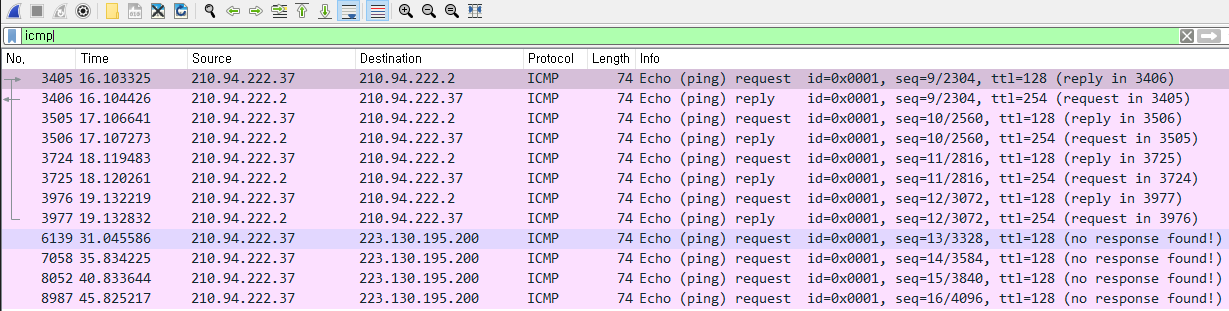 icmp
No. Time Source Destination Protocol Length Info
3405 16.103325 210.94.222.37 210.94.222.2 ICMP 74 Echo (ping) request id=0x0001, seq=9/2304, ttl=128 (reply in 3406)
3406 16.104426 210.94.222.2 210.94.222.37 ICMP 74 Echo (ping) reply id=0x0001, seq=9/2304, ttl=254 (request in 3405)
3505 17.106641 210.94.222.37 210.94.222.2 ICMP 74 Echo (ping) request id=0x0001, seq=10/2560, ttl=128 (reply in 3506)
3506 17.107273 210.94.222.2 210.94.222.37 ICMP 74 Echo (ping) reply id=0x0001, seq=10/2560, ttl=254 (request in 3505)
3724 18.119483 210.94.222.37 210.94.222.2 ICMP 74 Echo (ping) request id=0x0001, seq=11/2816, ttl=128 (reply in 3725)
3725 18.120261 210.94.222.2 210.94.222.37 ICMP 74 Echo (ping) reply id=0x0001, seq=11/2816, ttl=254 (request in 3724)
3976 19.132219 210.94.222.37 210.94.222.2 ICMP 74 Echo (ping) request id=0x0001, seq=12/3072, ttl=128 (reply in 3977)
3977 19.132832 210.94.222.2 210.94.222.37 ICMP 74 Echo (ping) reply id=0x0001, seq=12/3072, ttl=254 (request in 3976)
6139 31.045586 210.94.222.37 223.130.195.200 ICMP 74 Echo (ping) request id=0x0001, seq=13/3328, ttl=128 (no response found!)
7058 35.834225 210.94.222.37 223.130.195.200 ICMP 74 Echo (ping) request id=0x0001, seq=14/3584, ttl=128 (no response found!)
8052 40.833644 210.94.222.37 223.130.195.200 ICMP 74 Echo (ping) request id=0x0001, seq=15/3840, ttl=128 (no response found!)
8987 45.825217 210.94.222.37 223.130.195.200 ICMP 74 Echo (ping) request id=0x0001, seq=16/4096, ttl=128 (no response found!)